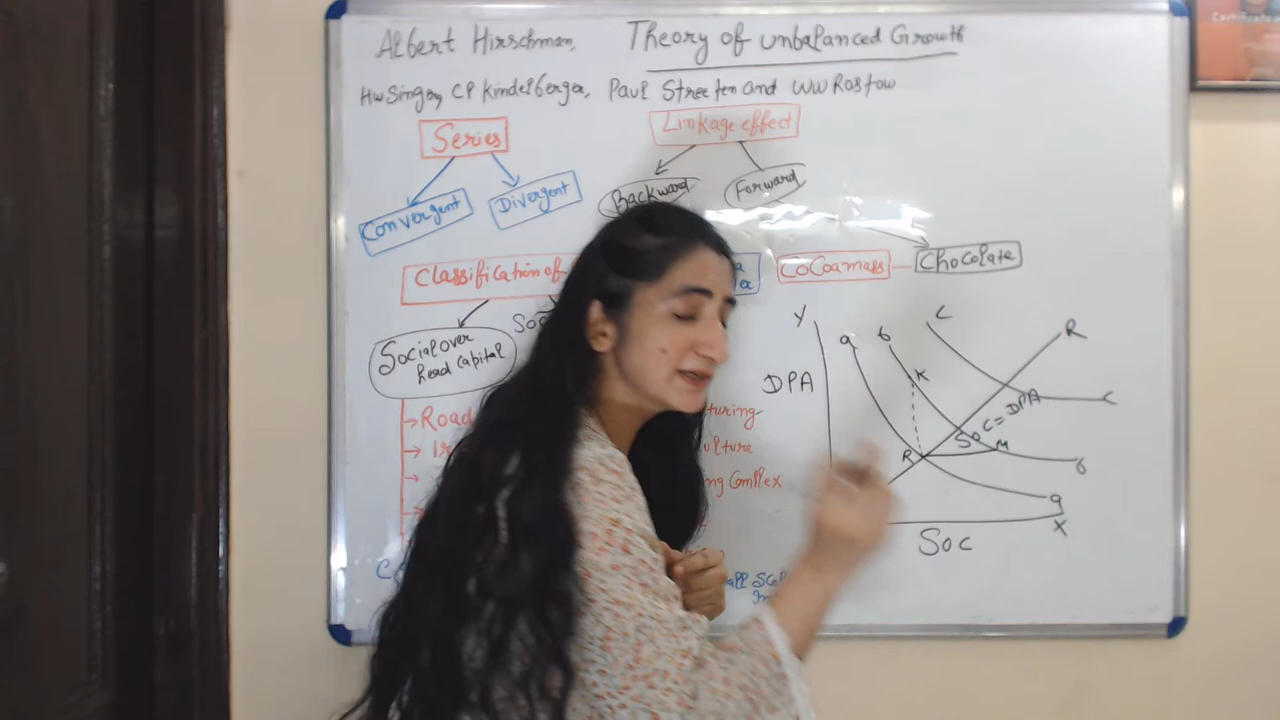 Albert Hirschman, Theory of unbalanced Growth
HW Singer, CP Kindelberger, Paul Streeten and WW Rostow
Series
Linkage effect
Convergent
Divergent
Backward
Forward
Classification of
CoCoamass
Chocolate
Social over
head Capital
Road
DPA
Y
a
b
C
K
R
SOC = DPA
C
R
M
b
a
X
SOC
turing
ulture
ng Complex